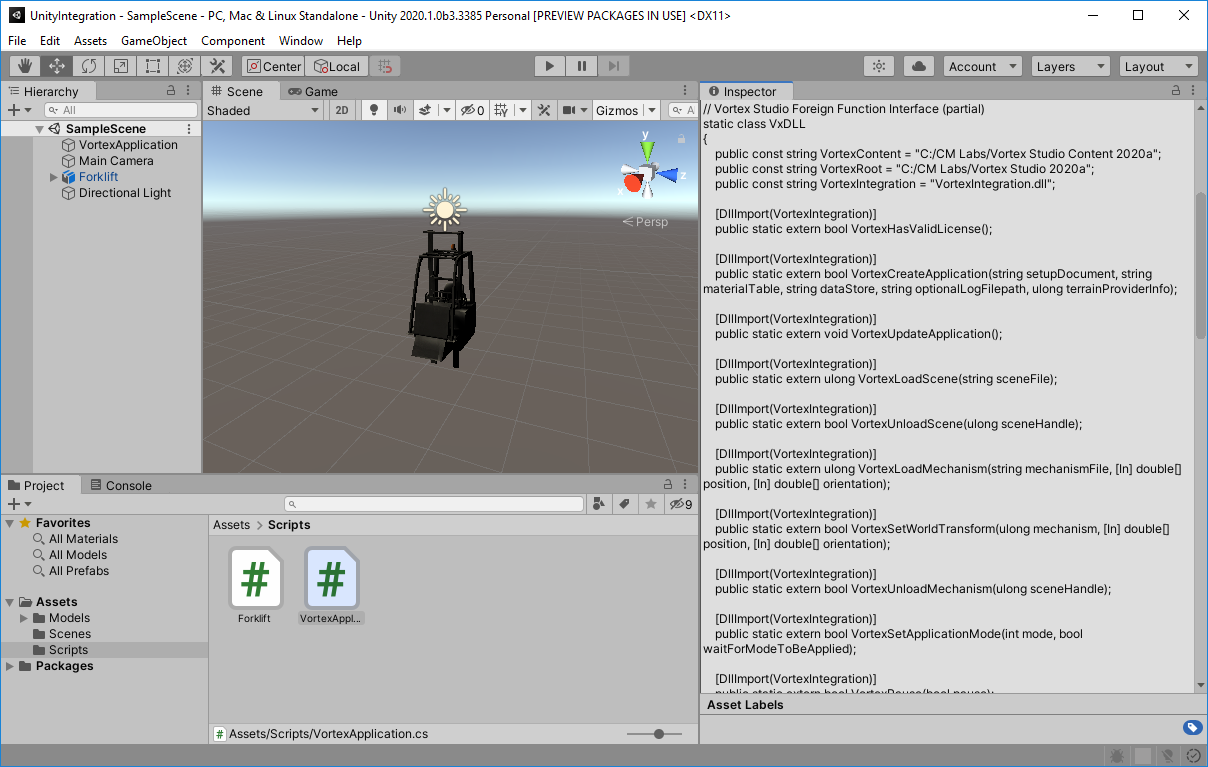 UnityIntegration - SampleScene - PC, Mac & Linux Standalone - Unity 2020.1.0b3.3385 Personal [PREVIEW PACKAGES IN USE] <DX11>
File Edit Assets GameObject Component Window Help
Center Local Account Layers Layout
Hierarchy
All
SampleScene
VortexApplication
Main Camera
Forklift
Directional Light
Scene Game
Shaded 2D 0 Gizmos A
y
z
x
Persp
Project Console
9
Favorites
All Materials
All Models
All Prefabs
Assets
Models
Scenes
Scripts
Packages
Assets > Scripts
# #
Forklift VortexAppl...
# Assets/Scripts/VortexApplication.cs
Inspector
// Vortex Studio Foreign Function Interface (partial)
static class VxDLL
{
public const string VortexContent = "C:/CM Labs/Vortex Studio Content 2020a";
public const string VortexRoot = "C:/CM Labs/Vortex Studio 2020a";
public const string VortexIntegration = "VortexIntegration.dll";
[DllImport(VortexIntegration)]
public static extern bool VortexHasValidLicense();
[DllImport(VortexIntegration)]
public static extern bool VortexCreateApplication(string setupDocument, string
materialTable, string dataStore, string optionalLogFilepath, ulong terrainProviderInfo);
[DllImport(VortexIntegration)]
public static extern void VortexUpdateApplication();
[DllImport(VortexIntegration)]
public static extern ulong VortexLoadScene(string sceneFile);
[DllImport(VortexIntegration)]
public static extern bool VortexUnloadScene(ulong sceneHandle);
[DllImport(VortexIntegration)]
public static extern ulong VortexLoadMechanism(string mechanismFile, [In] double[]
position, [In] double[] orientation);
[DllImport(VortexIntegration)]
public static extern bool VortexSetWorldTransform(ulong mechanism, [In] double[]
position, [In] double[] orientation);
[DllImport(VortexIntegration)]
public static extern bool VortexUnloadMechanism(ulong sceneHandle);
[DllImport(VortexIntegration)]
public static extern bool VortexSetApplicationMode(int mode, bool
waitForModeToBeApplied);
[DllImport(VortexIntegration)]
public static extern bool VortexPause(bool pause);
Asset Labels